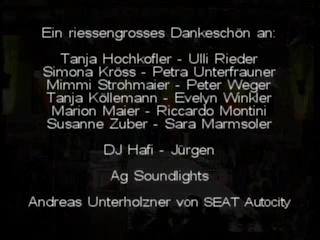 Ein riessengrosses Dankeschön an:
Tanja Hochkofler - Ulli Rieder
Simona Kröss - Petra Unterfrauner
Mimmi Strohmaier - Peter Weger
Tanja Köllemann - Evelyn Winkler
Marion Maier - Riccardo Montini
Susanne Zuber - Sara Marmsoler
DJ Hafi - Jürgen
Ag Soundlights
Andreas Unterholzner von SEAT Autocity